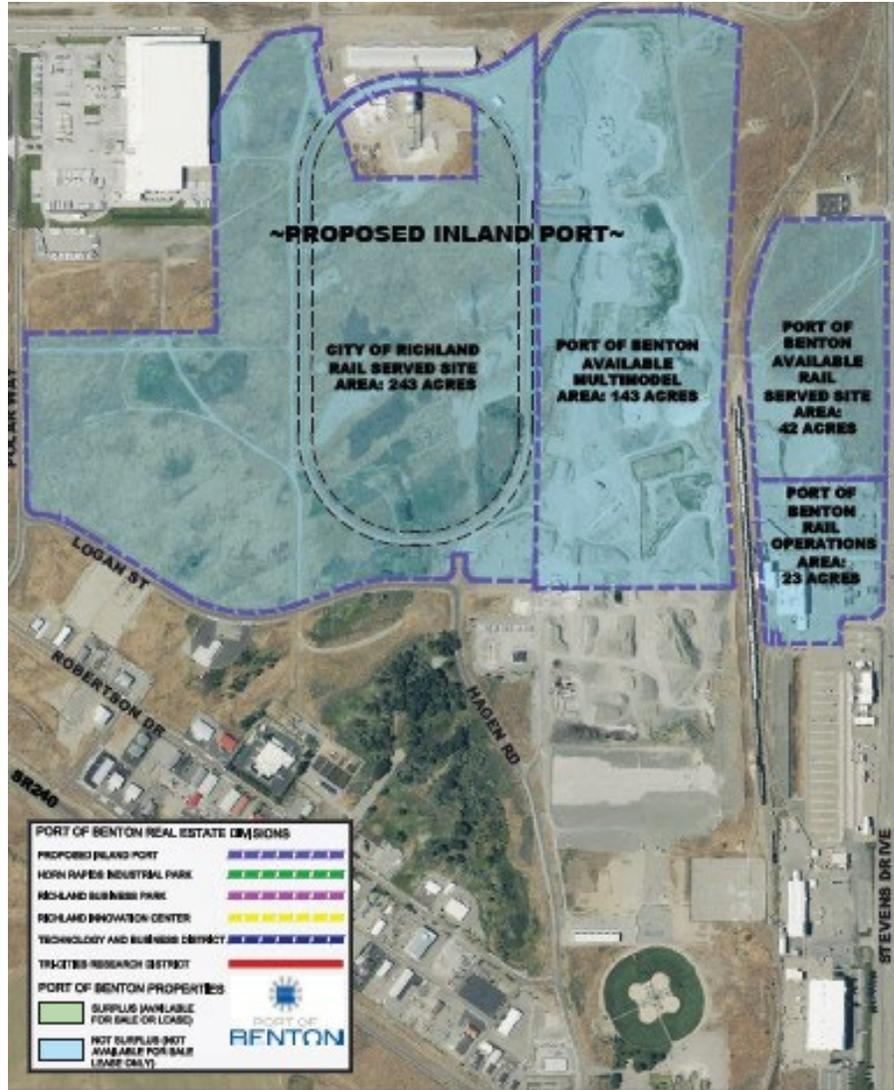 ~PROPOSED INLAND PORT~
CITY OF RICHLAND
RAIL SERVED SITE
AREA: 243 ACRES
PORT OF BENTON
AVAILABLE
MULTIMODEL
AREA: 143 ACRES
PORT OF
BENTON
AVAILABLE
RAIL
SERVED SITE
AREA:
42 ACRES
PORT OF
BENTON
RAIL
OPERATIONS
AREA:
23 ACRES
POLAR WAY
LOGAN ST
ROBERTSON DR
HAGEN RD
SR240
STEVENS DRIVE
PORT OF BENTON REAL ESTATE DIVISIONS
PROPOSED INLAND PORT
HORN RAPIDS INDUSTRIAL PARK
RICHLAND BUSINESS PARK
RICHLAND INNOVATION CENTER
TECHNOLOGY AND BUSINESS DISTRICT
TRI-CITIES RESEARCH DISTRICT
PORT OF BENTON PROPERTIES
SURPLUS (AVAILABLE
FOR SALE OR LEASE)
NOT SURPLUS (NOT
AVAILABLE FOR SALE
LEASE ONLY)
PORT OF
BENTON